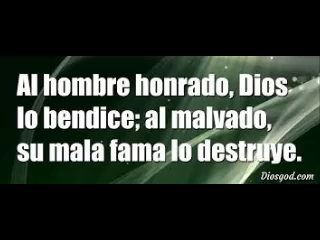 Al hombre honrado, Dios
lo bendice; al malvado,
su mala fama lo destruye.
Diosgod.com